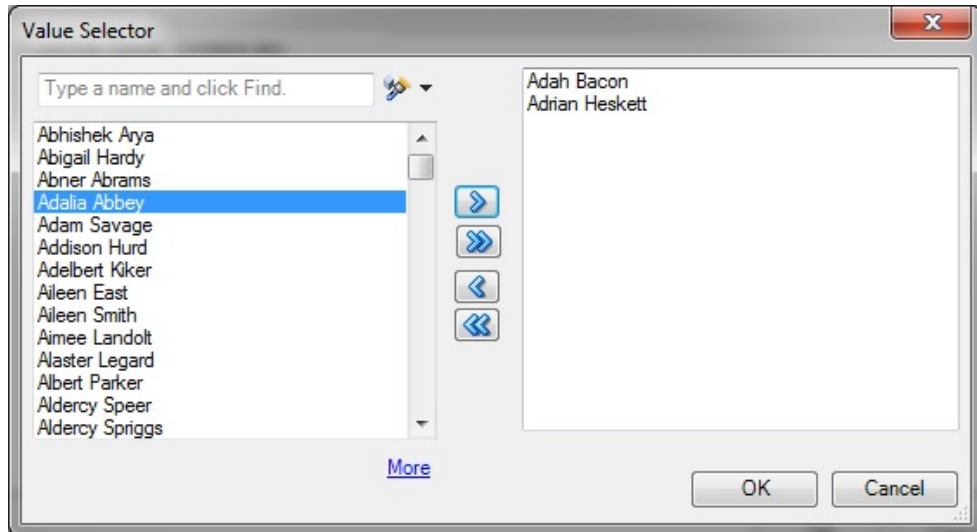 Value Selector
Type a name and click Find.
Abhishek Arya
Abigail Hardy
Abner Abrams
Adalia Abbey
Adam Savage
Addison Hurd
Adelbert Kiker
Aileen East
Aileen Smith
Aimee Landolt
Alaster Legard
Albert Parker
Aldercy Speer
Aldercy Spriggs
More
Adah Bacon
Adrian Heskett
OK
Cancel